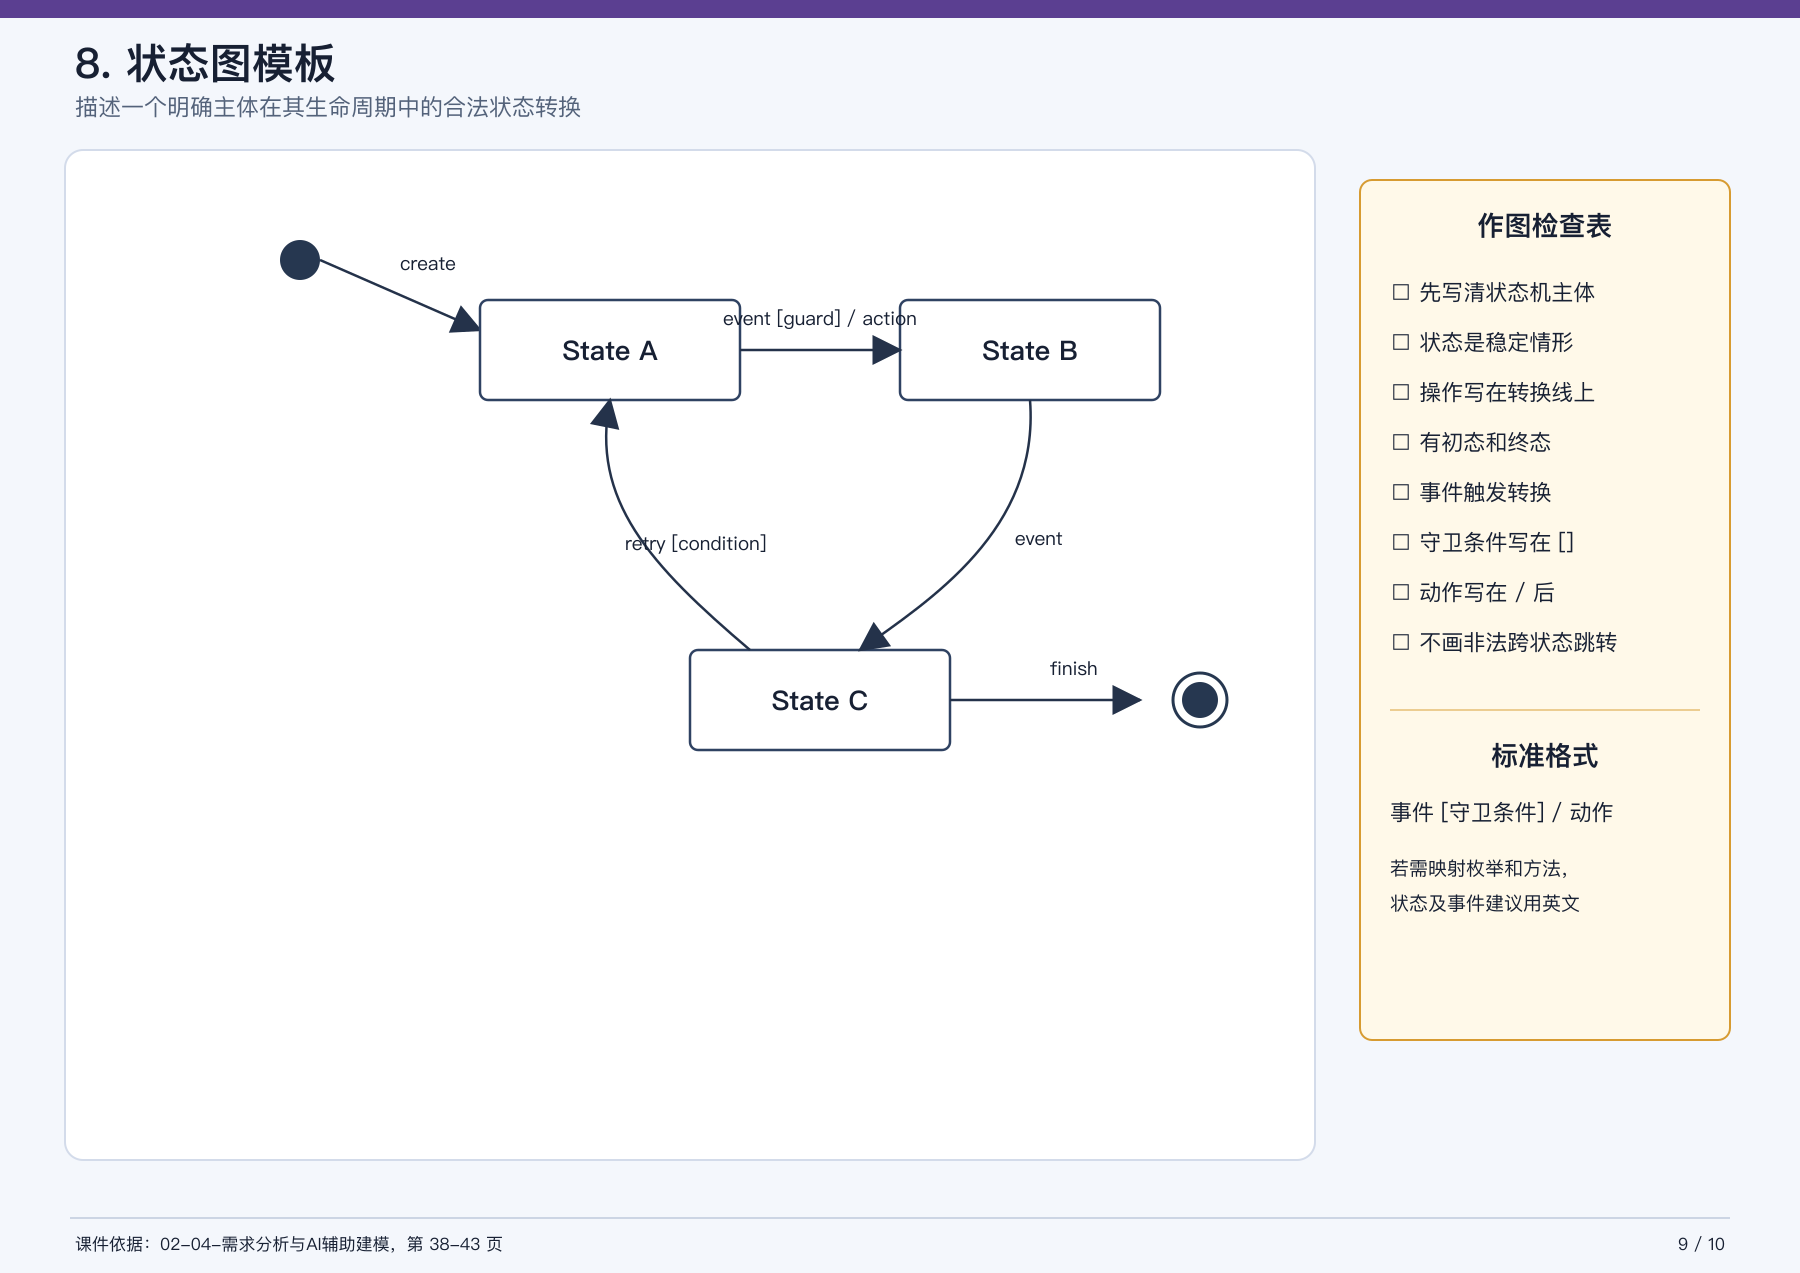 8. 状态图模板
描述一个明确主体在其生命周期中的合法状态转换
create
event [guard] / action
State A
State B
retry [condition]
event
finish
State C
作图检查表
☐ 先写清状态机主体
☐ 状态是稳定情形
☐ 操作写在转换线上
☐ 有初态和终态
☐ 事件触发转换
☐ 守卫条件写在 []
☐ 动作写在 / 后
☐ 不画非法跨状态跳转
标准格式
事件 [守卫条件] / 动作
若需映射枚举和方法，
状态及事件建议用英文
课件依据：02-04-需求分析与AI辅助建模，第 38-43 页
9 / 10